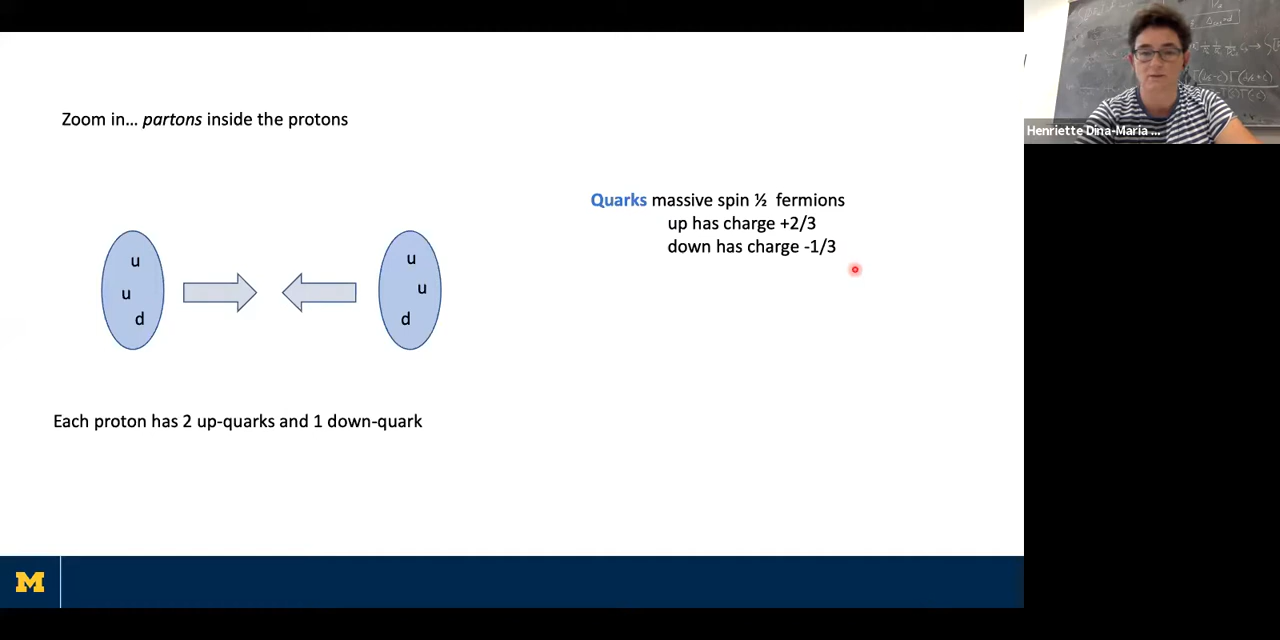 Zoom in... partons inside the protons
Quarks massive spin ½ fermions
up has charge +2/3
down has charge -1/3
u
u
d
u
u
d
Each proton has 2 up-quarks and 1 down-quark
M
Henriette Dina-Maria ...